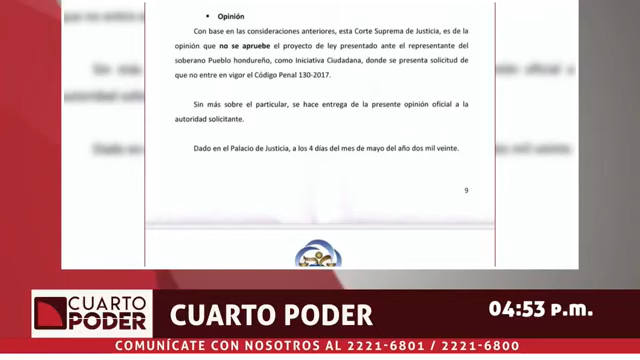 • Opinión
Con base en las consideraciones anteriores, esta Corte Suprema de Justicia, es de la
opinión que no se apruebe el proyecto de ley presentado ante el representante del
soberano Pueblo hondureño, como Iniciativa Ciudadana, donde se presenta solicitud de
que no entre en vigor el Código Penal 130-2017.
Sin más sobre el particular, se hace entrega de la presente opinión oficial a la
autoridad solicitante.
Dado en el Palacio de Justicia, a los 4 días del mes de mayo del año dos mil veinte.
9
CUARTO
PODER
CUARTO PODER
04:53 p.m.
COMUNÍCATE CON NOSOTROS AL 2221-6801 / 2221-6800